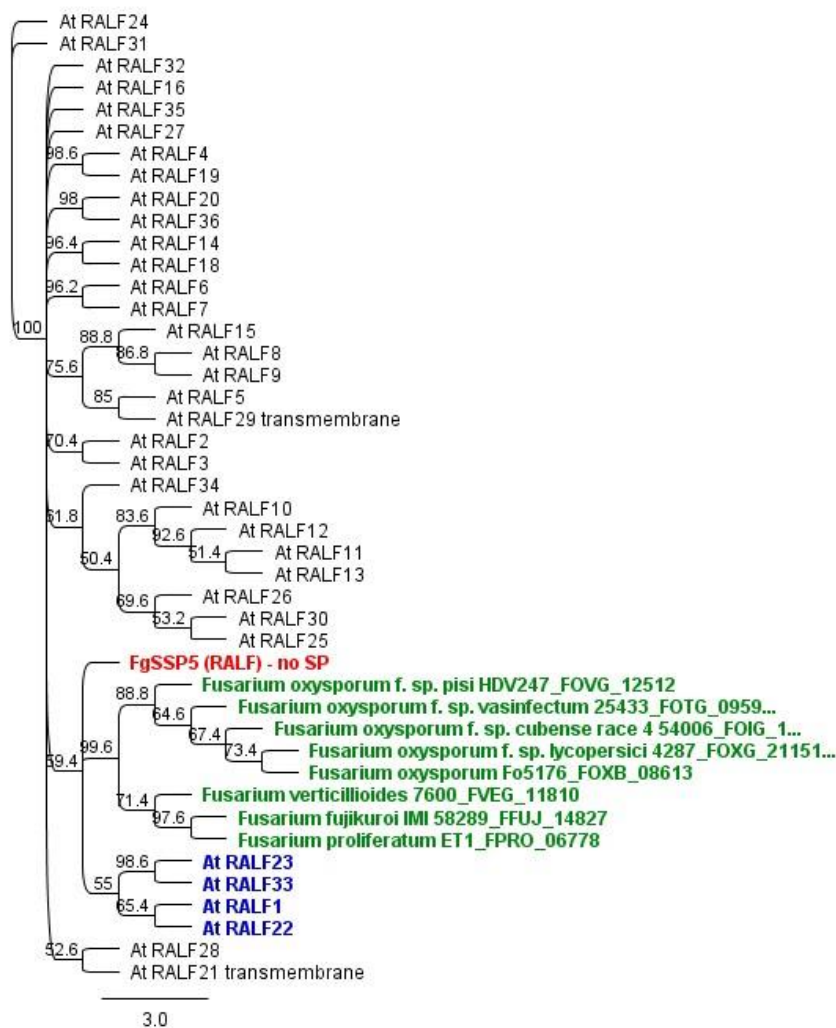 At RALF24
At RALF31
At RALF32
At RALF16
At RALF35
At RALF27
98.6
At RALF4
At RALF19
98
At RALF20
At RALF36
96.4
At RALF14
At RALF18
96.2
At RALF6
At RALF7
100
At RALF15
88.8
At RALF8
86.8
At RALF9
75.6
At RALF5
85
At RALF29 transmembrane
At RALF2
70.4
At RALF3
At RALF34
At RALF10
83.6
At RALF12
92.6
At RALF11
51.4
At RALF13
51.8
50.4
At RALF26
69.6
At RALF30
53.2
At RALF25
FgSSP5 (RALF) - no SP
Fusarium oxysporum f. sp. pisi HDV247_FOVG_12512
88.8
Fusarium oxysporum f. sp. vasinfectum 25433_FOTG_0959...
64.6
Fusarium oxysporum f. sp. cubense race 4 54006_FOIG_1...
67.4
Fusarium oxysporum f. sp. lycopersici 4287_FOXG_21151...
73.4
Fusarium oxysporum Fo5176_FOXB_08613
99.6
59.4
Fusarium verticillioides 7600_FVEG_11810
71.4
Fusarium fujikuroi IMI 58289_FFUJ_14827
97.6
Fusarium proliferatum ET1_FPRO_06778
98.6
At RALF23
At RALF33
55
At RALF1
65.4
At RALF22
At RALF28
52.6
At RALF21 transmembrane
3.0